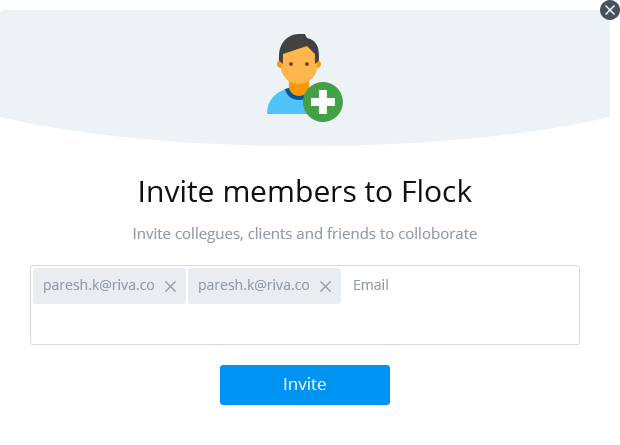 Invite members to Flock
Invite collegues, clients and friends to colloborate
paresh.k@riva.co paresh.k@riva.co Email
Invite